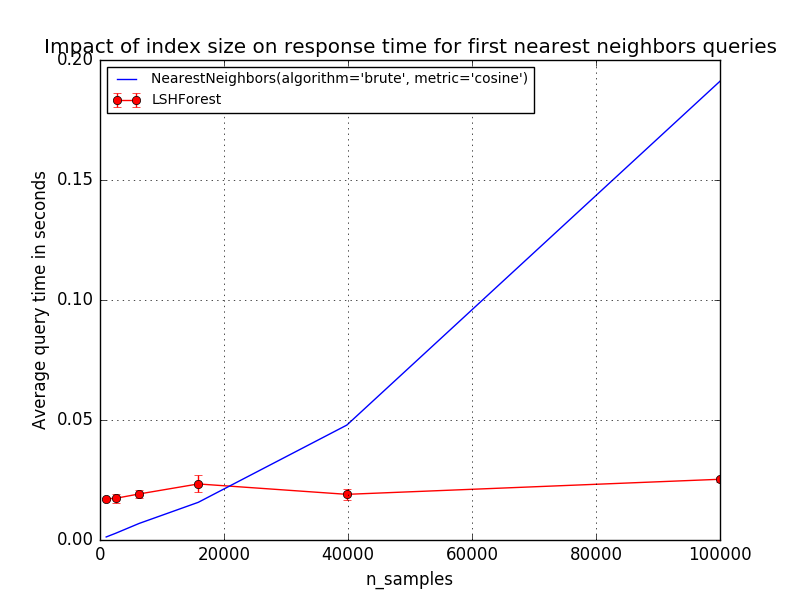 Impact of index size on response time for first nearest neighbors queries
0.20
NearestNeighbors(algorithm='brute', metric='cosine')
LSHForest
0.15
0.10
0.05
0.00
Average query time in seconds
0 20000 40000 60000 80000 100000
n_samples